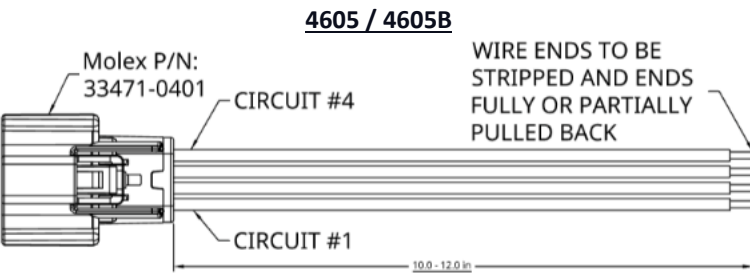 4605 / 4605B
Molex P/N:
33471-0401
WIRE ENDS TO BE
STRIPPED AND ENDS
FULLY OR PARTIALLY
PULLED BACK
CIRCUIT #4
CIRCUIT #1
10.0 - 12.0 in